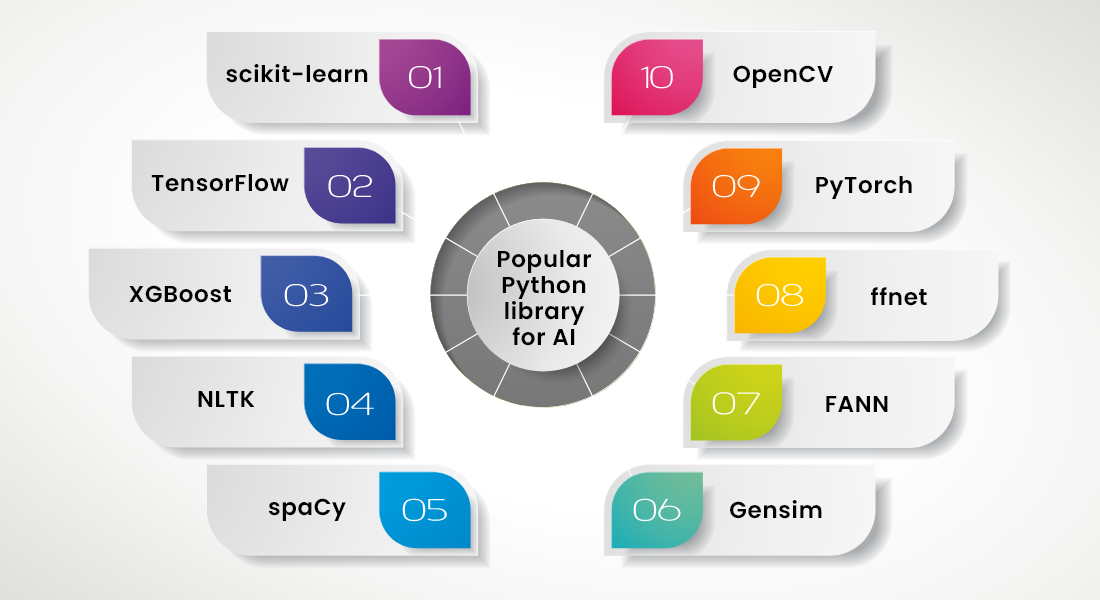 scikit-learn 01
TensorFlow 02
XGBoost 03
NLTK 04
spaCy 05
Popular
Python
library
for AI
10 OpenCV
09 PyTorch
08 ffnet
07 FANN
06 Gensim